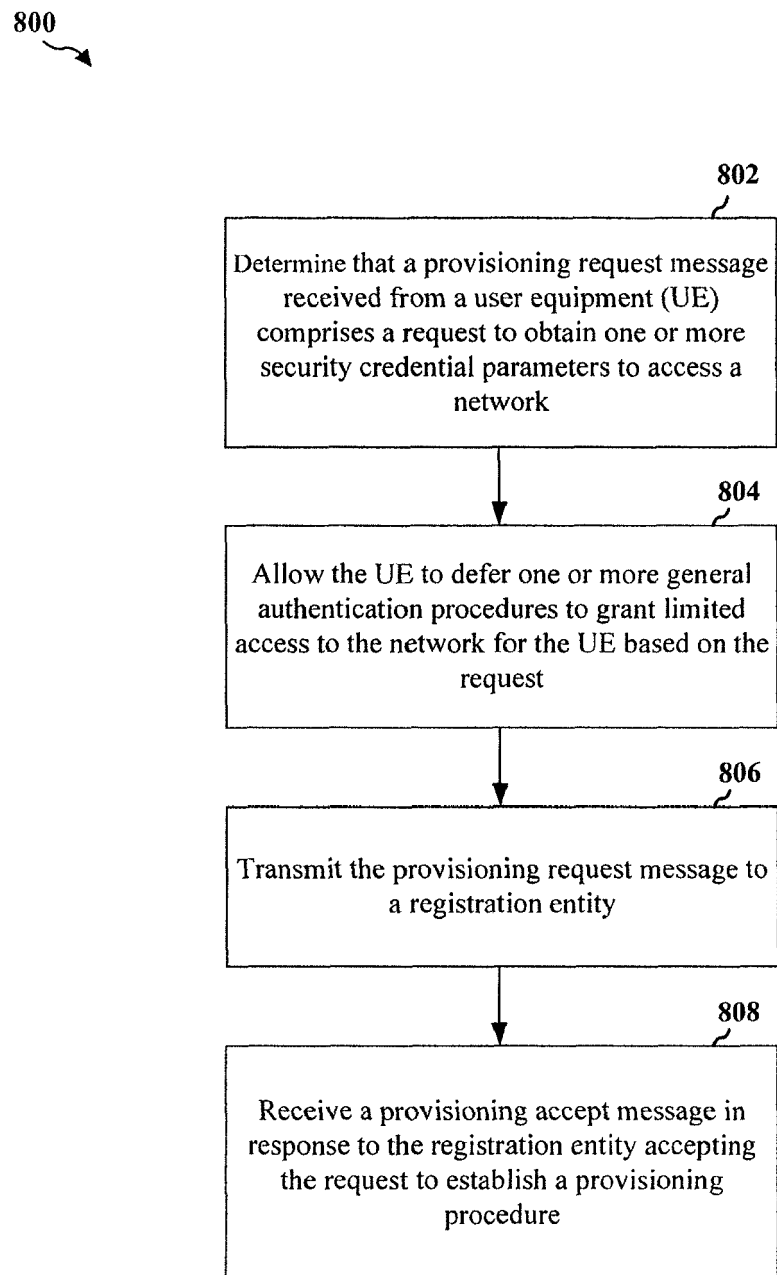 800
802
Determine that a provisioning request message
received from a user equipment (UE)
comprises a request to obtain one or more
security credential parameters to access a
network
804
Allow the UE to defer one or more general
authentication procedures to grant limited
access to the network for the UE based on the
request
806
Transmit the provisioning request message to
a registration entity
808
Receive a provisioning accept message in
response to the registration entity accepting
the request to establish a provisioning
procedure